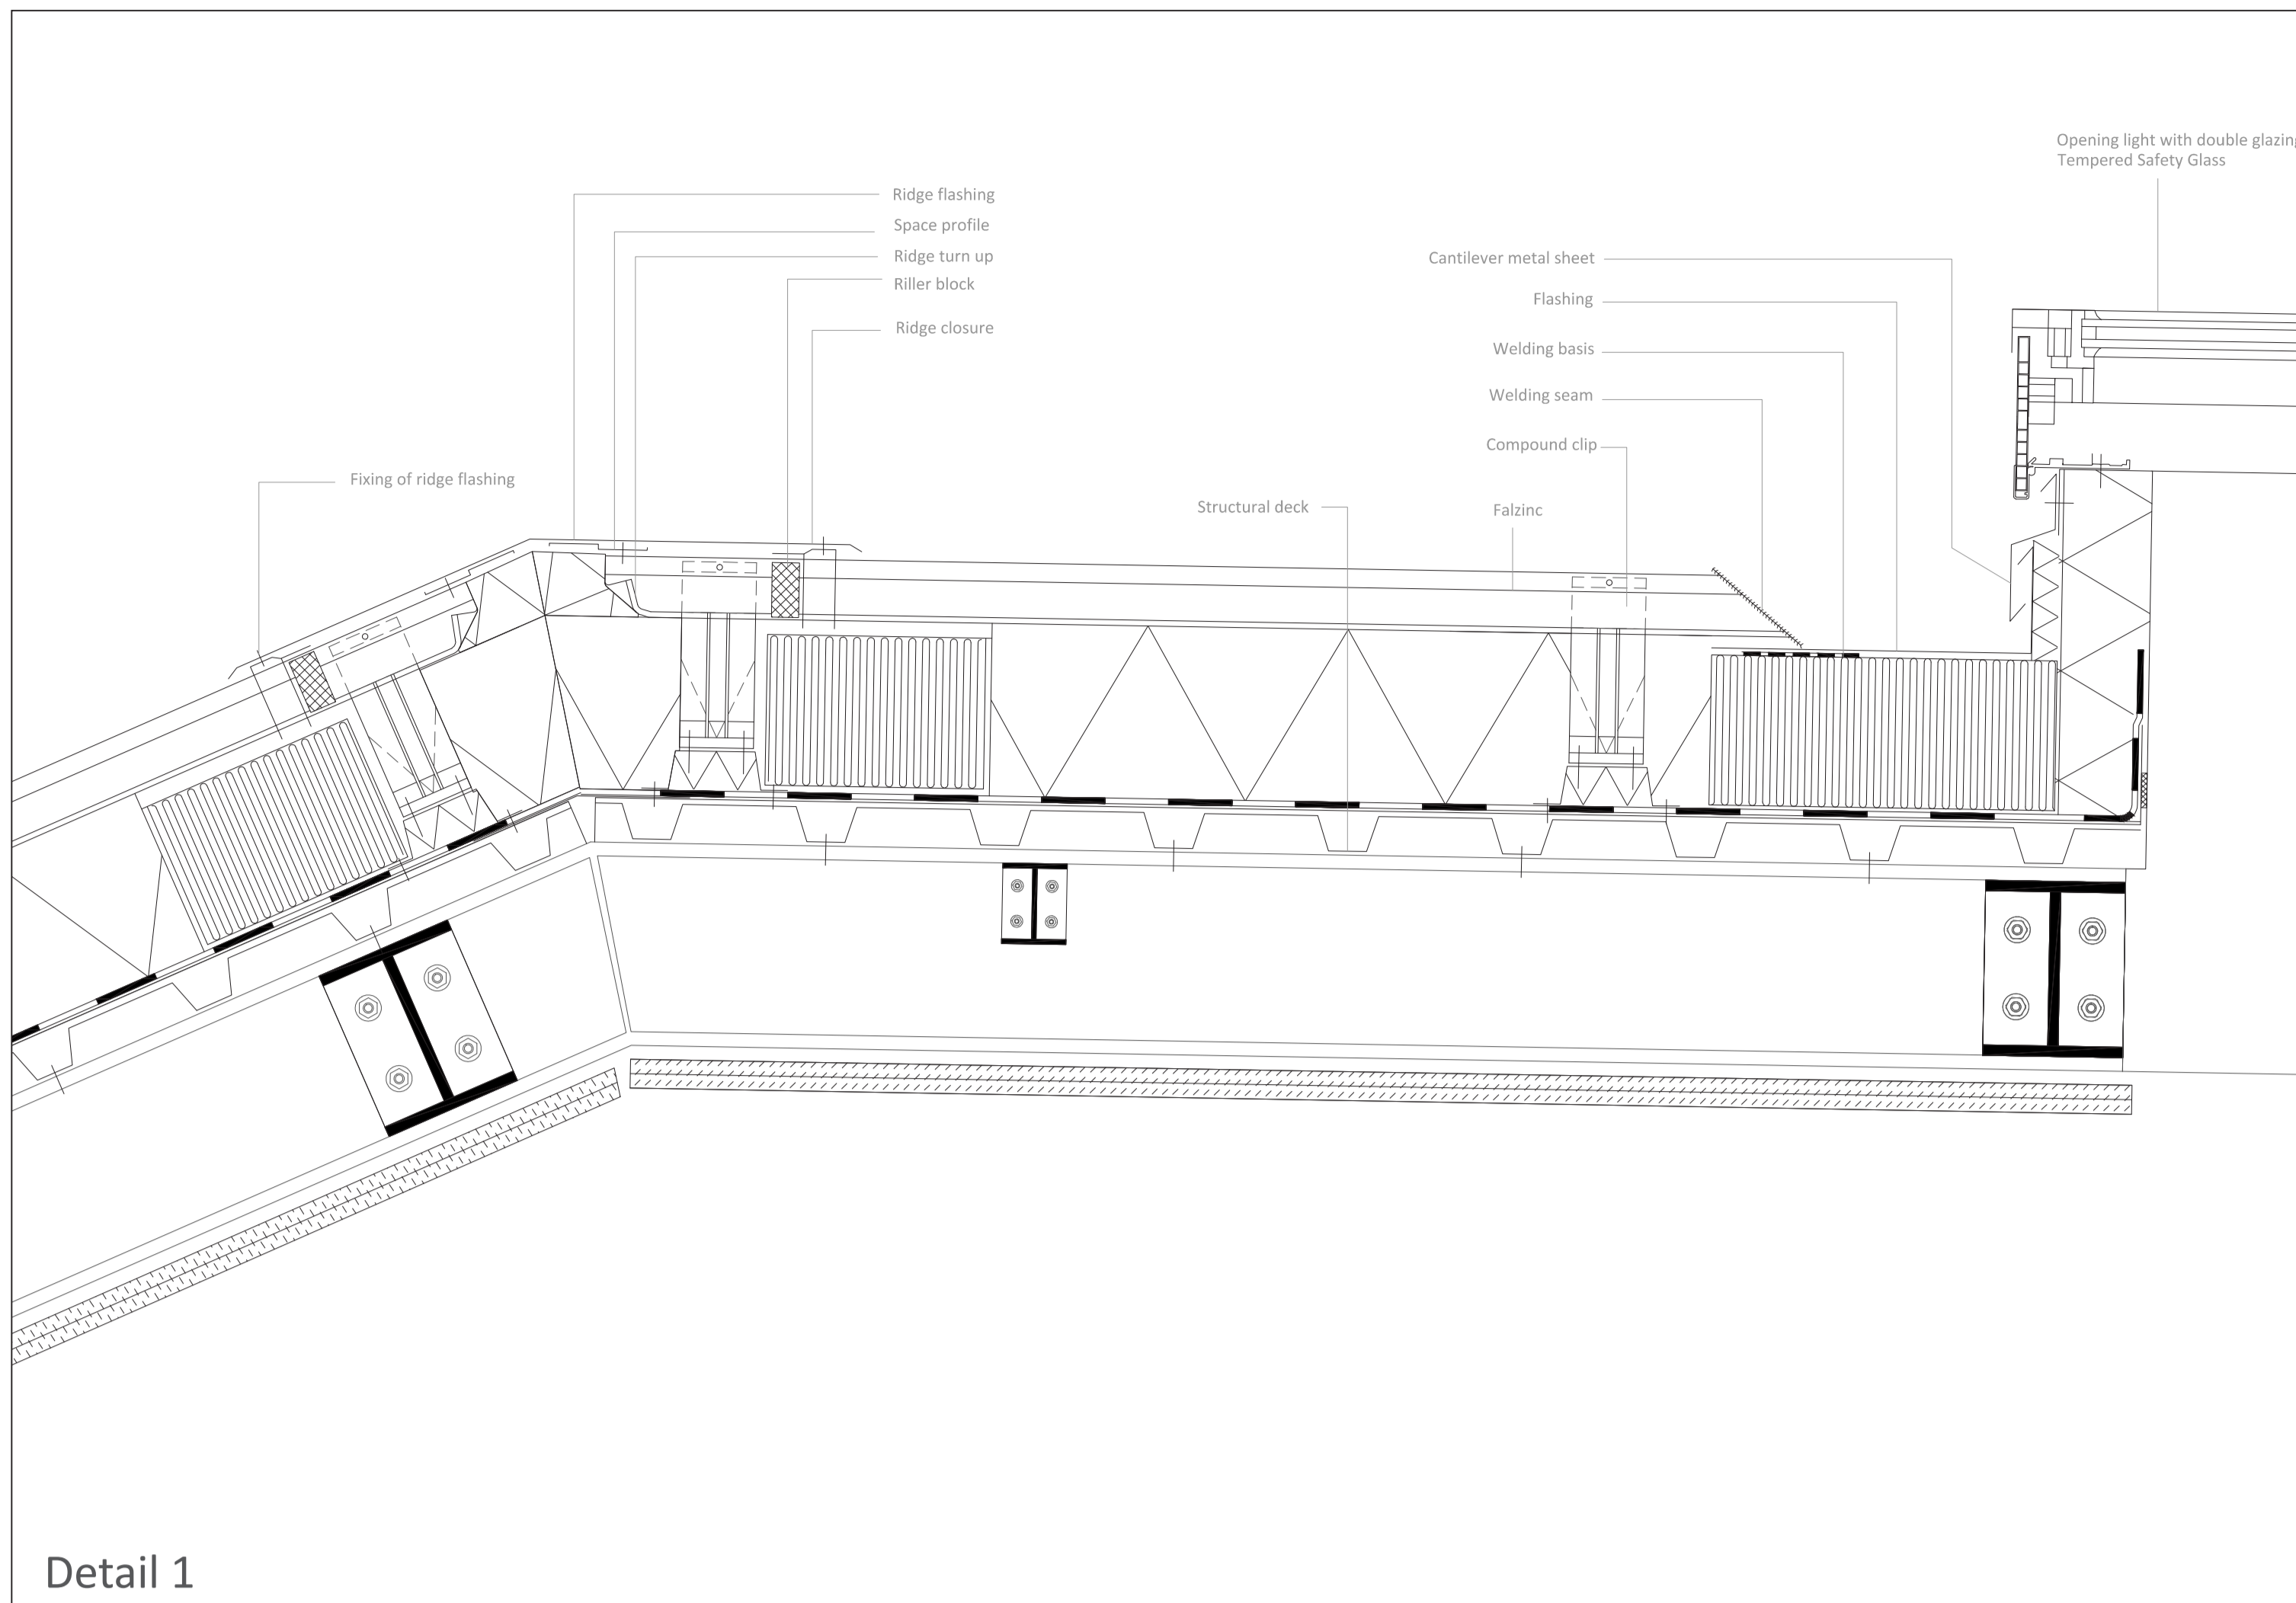 Opening light with double glazing
Tempered Safety Glass
Ridge flashing
Space profile
Ridge turn up
Riller block
Ridge closure
Cantilever metal sheet
Flashing
Welding basis
Welding seam
Compound clip
Fixing of ridge flashing
Structural deck
Falzinc
Detail 1